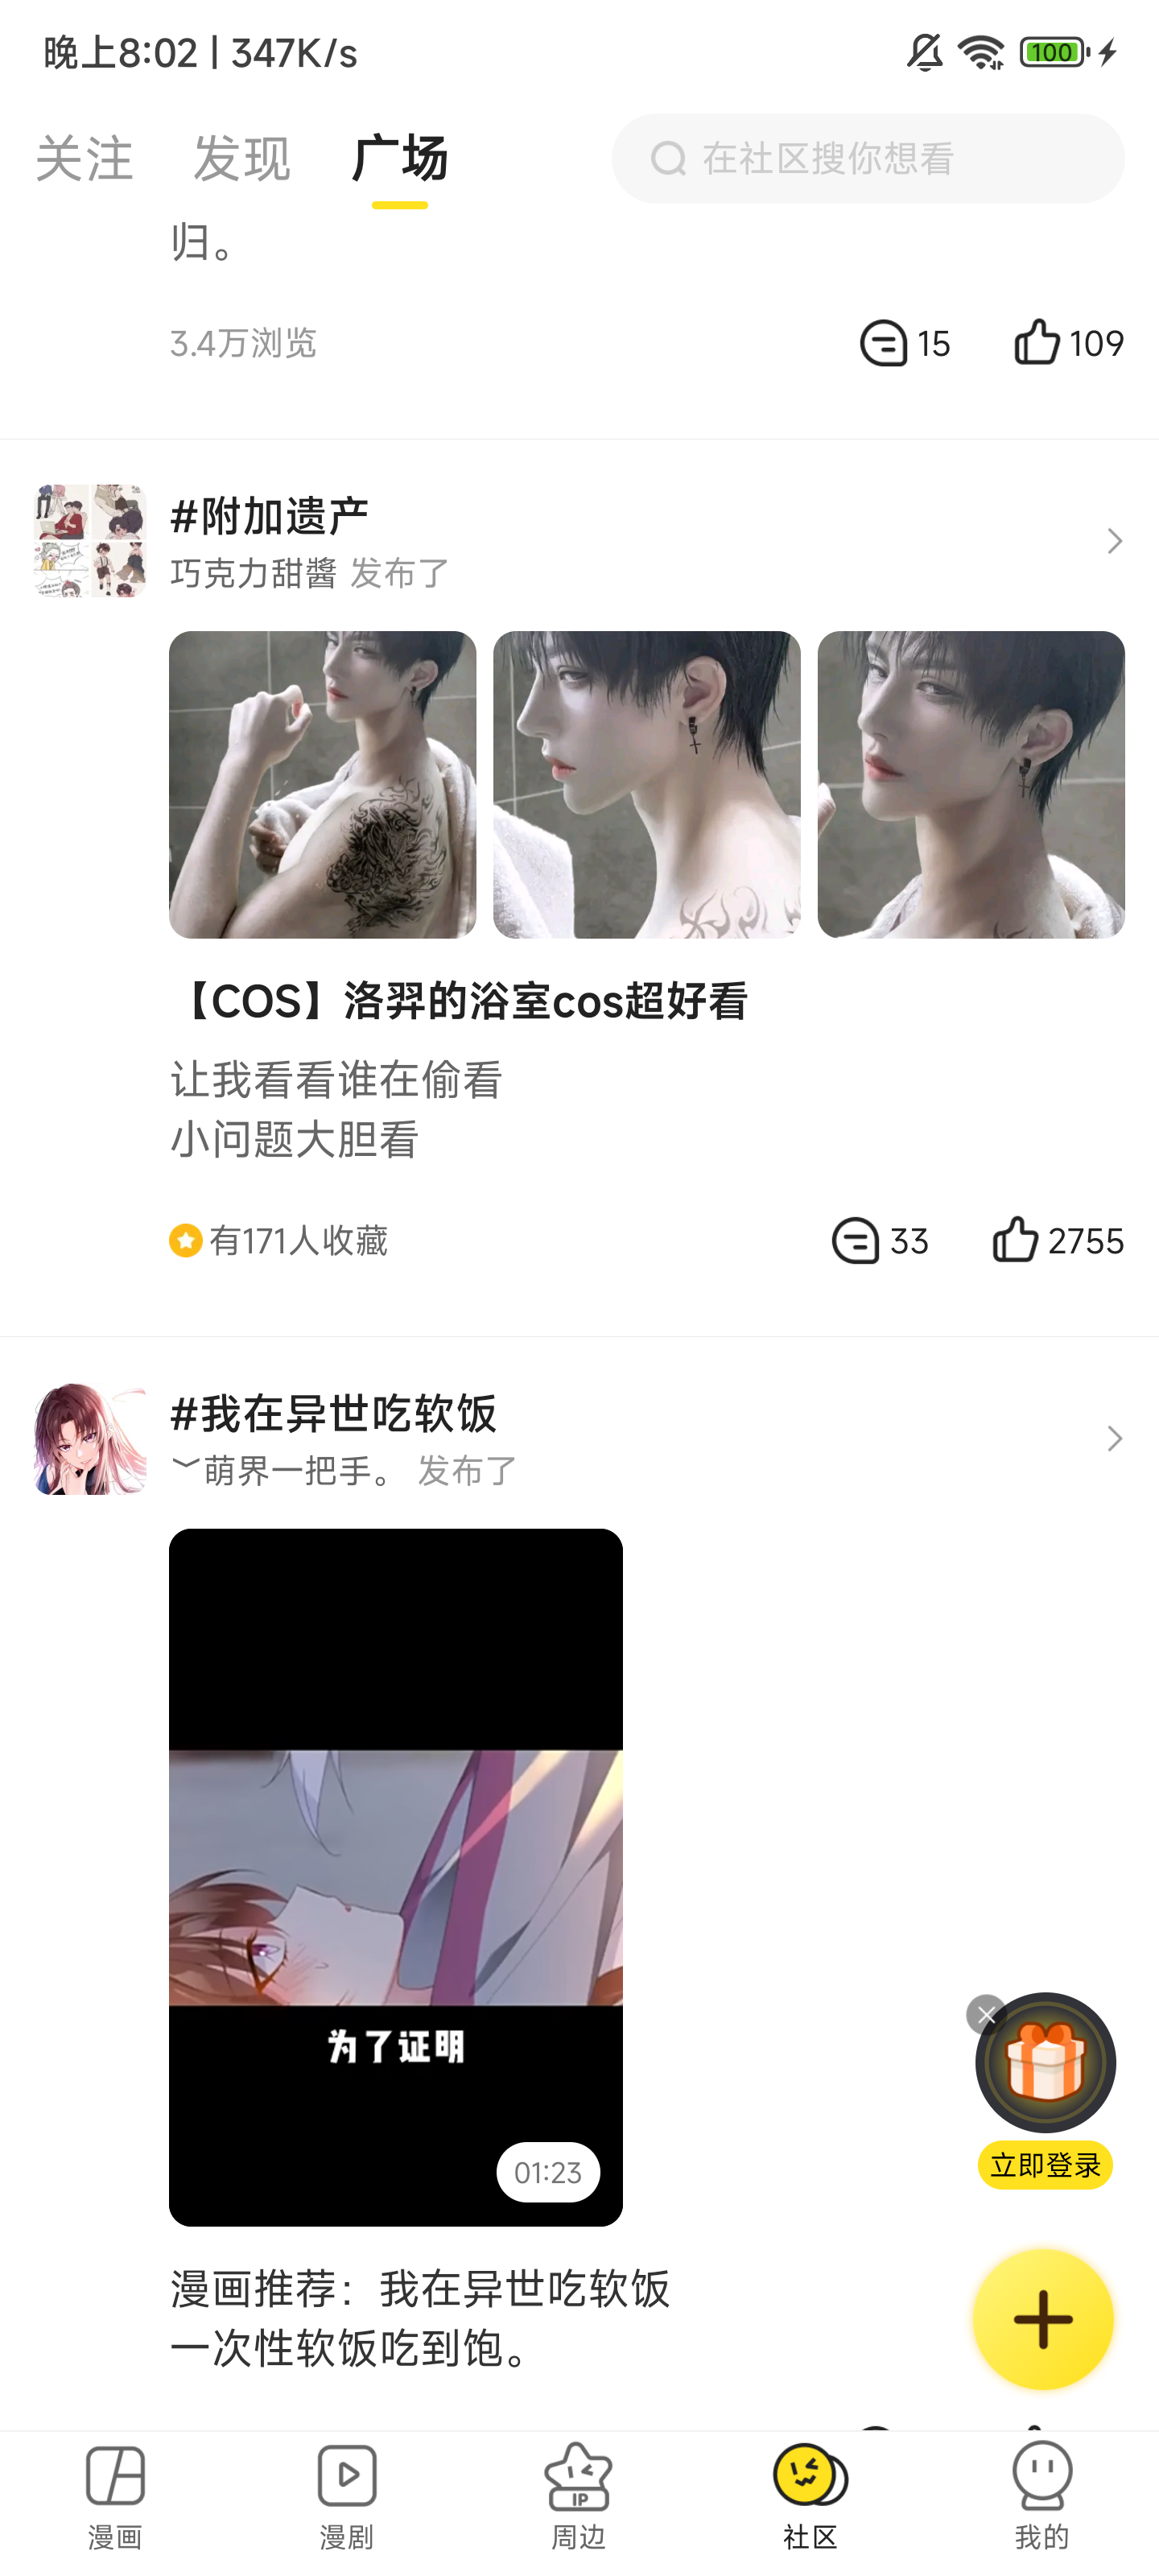 晚上8:02 | 347K/s
100
关注 发现 广场 在社区搜你想看
归。
3.4万浏览 15 109
#附加遗产
巧克力甜酱 发布了
【COS】洛羿的浴室cos超好看
让我看看谁在偷看
小问题大胆看
有171人收藏 33 2755
#我在异世吃软饭
︶萌界一把手。 发布了
为了证明
01:23
立即登录
漫画推荐：我在异世吃软饭
一次性软饭吃到饱。
IP
漫画 漫剧 周边 社区 我的